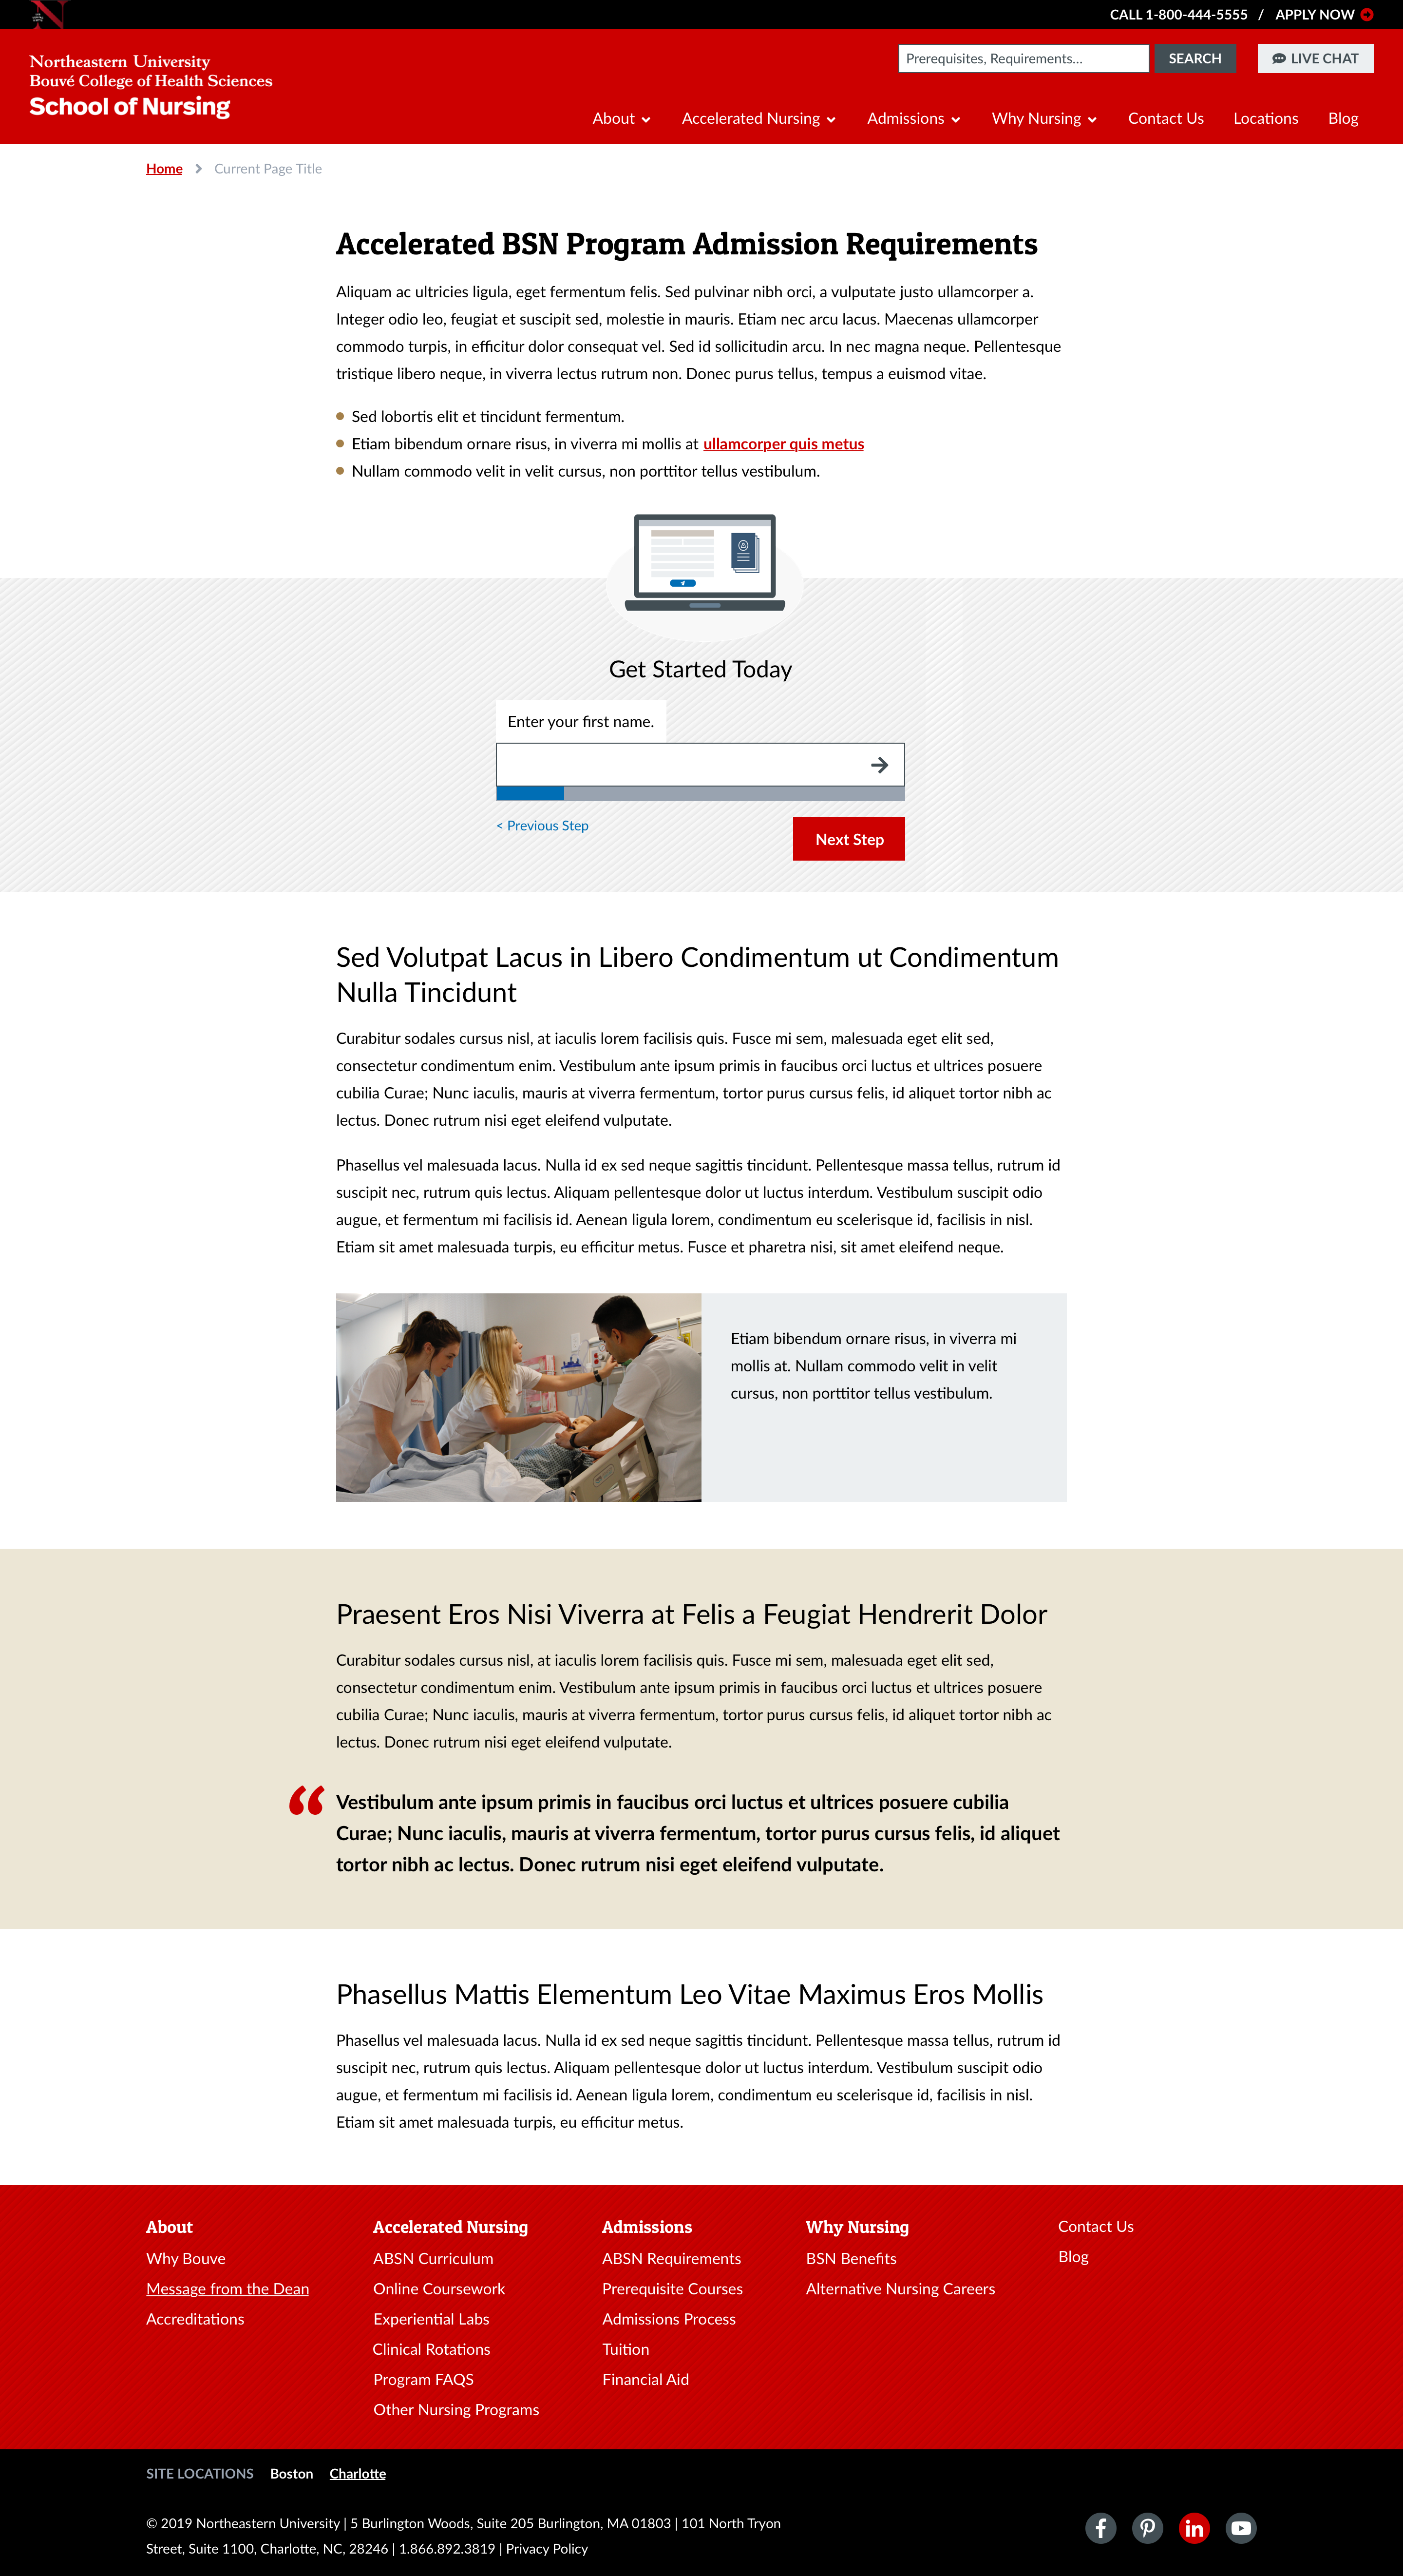 CALL 1-800-444-5555 / APPLY NOW
Northeastern University
Bouvé College of Health Sciences
School of Nursing
Prerequisites, Requirements...
SEARCH
LIVE CHAT
About
Accelerated Nursing
Admissions
Why Nursing
Contact Us
Locations
Blog
Home
Current Page Title
Accelerated BSN Program Admission Requirements
Aliquam ac ultricies ligula, eget fermentum felis. Sed pulvinar nibh orci, a vulputate justo ullamcorper a.
Integer odio leo, feugiat et suscipit sed, molestie in mauris. Etiam nec arcu lacus. Maecenas ullamcorper
commodo turpis, in efficitur dolor consequat vel. Sed id sollicitudin arcu. In nec magna neque. Pellentesque
tristique libero neque, in viverra lectus rutrum non. Donec purus tellus, tempus a euismod vitae.
Sed lobortis elit et tincidunt fermentum.
Etiam bibendum ornare risus, in viverra mi mollis at ullamcorper quis metus
Nullam commodo velit in velit cursus, non porttitor tellus vestibulum.
Get Started Today
Enter your first name.
< Previous Step
Next Step
Sed Volutpat Lacus in Libero Condimentum ut Condimentum
Nulla Tincidunt
Curabitur sodales cursus nisl, at iaculis lorem facilisis quis. Fusce mi sem, malesuada eget elit sed,
consectetur condimentum enim. Vestibulum ante ipsum primis in faucibus orci luctus et ultrices posuere
cubilia Curae; Nunc iaculis, mauris at viverra fermentum, tortor purus cursus felis, id aliquet tortor nibh ac
lectus. Donec rutrum nisi eget eleifend vulputate.
Phasellus vel malesuada lacus. Nulla id ex sed neque sagittis tincidunt. Pellentesque massa tellus, rutrum id
suscipit nec, rutrum quis lectus. Aliquam pellentesque dolor ut luctus interdum. Vestibulum suscipit odio
augue, et fermentum mi facilisis id. Aenean ligula lorem, condimentum eu scelerisque id, facilisis in nisl.
Etiam sit amet malesuada turpis, eu efficitur metus. Fusce et pharetra nisi, sit amet eleifend neque.
Etiam bibendum ornare risus, in viverra mi
mollis at. Nullam commodo velit in velit
cursus, non porttitor tellus vestibulum.
Praesent Eros Nisi Viverra at Felis a Feugiat Hendrerit Dolor
Curabitur sodales cursus nisl, at iaculis lorem facilisis quis. Fusce mi sem, malesuada eget elit sed,
consectetur condimentum enim. Vestibulum ante ipsum primis in faucibus orci luctus et ultrices posuere
cubilia Curae; Nunc iaculis, mauris at viverra fermentum, tortor purus cursus felis, id aliquet tortor nibh ac
lectus. Donec rutrum nisi eget eleifend vulputate.
“ Vestibulum ante ipsum primis in faucibus orci luctus et ultrices posuere cubilia
Curae; Nunc iaculis, mauris at viverra fermentum, tortor purus cursus felis, id aliquet
tortor nibh ac lectus. Donec rutrum nisi eget eleifend vulputate.
Phasellus Mattis Elementum Leo Vitae Maximus Eros Mollis
Phasellus vel malesuada lacus. Nulla id ex sed neque sagittis tincidunt. Pellentesque massa tellus, rutrum id
suscipit nec, rutrum quis lectus. Aliquam pellentesque dolor ut luctus interdum. Vestibulum suscipit odio
augue, et fermentum mi facilisis id. Aenean ligula lorem, condimentum eu scelerisque id, facilisis in nisl.
Etiam sit amet malesuada turpis, eu efficitur metus.
About
Why Bouve
Message from the Dean
Accreditations
Accelerated Nursing
ABSN Curriculum
Online Coursework
Experiential Labs
Clinical Rotations
Program FAQS
Other Nursing Programs
Admissions
ABSN Requirements
Prerequisite Courses
Admissions Process
Tuition
Financial Aid
Why Nursing
BSN Benefits
Alternative Nursing Careers
Contact Us
Blog
SITE LOCATIONS Boston Charlotte
© 2019 Northeastern University | 5 Burlington Woods, Suite 205 Burlington, MA 01803 | 101 North Tryon
Street, Suite 1100, Charlotte, NC, 28246 | 1.866.892.3819 | Privacy Policy